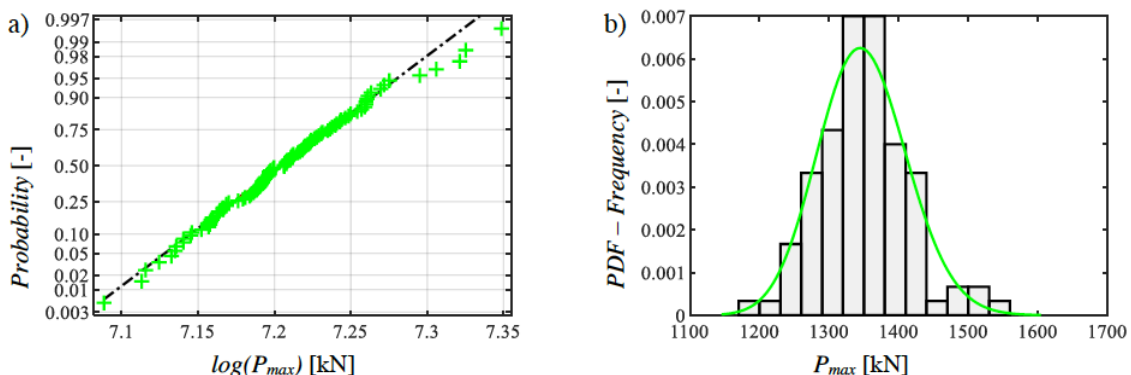 a)
0.997
0.99
0.98
0.95
0.90
0.75
0.50
0.25
0.10
0.05
0.02
0.01
0.003
Probability [-]
7.1 7.15 7.2 7.25 7.3 7.35
log(Pmax) [kN]
b)
0.007
0.006
0.005
0.004
0.003
0.002
0.001
0
PDF – Frequency [-]
1100 1200 1300 1400 1500 1600 1700
Pmax [kN]